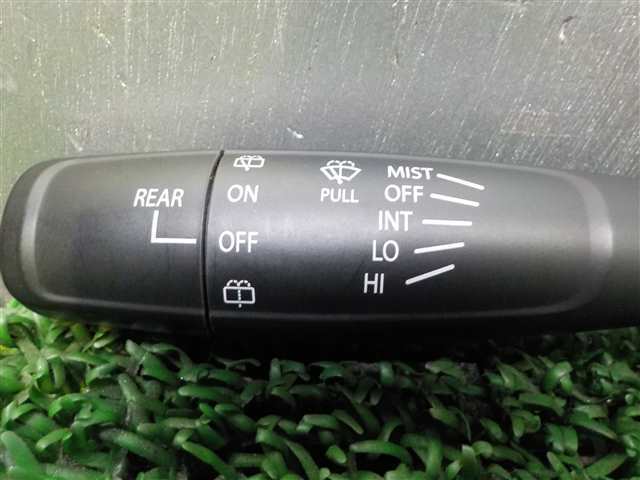 REAR
ON
OFF
PULL
MIST
OFF
INT
LO
HI